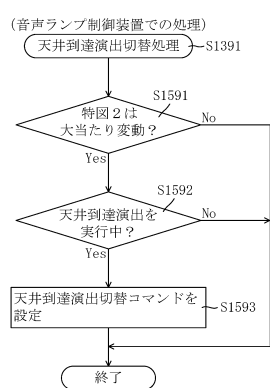 (音声ランプ制御装置での処理)
天井到達演出切替処理
S1391
S1591
特図２は
大当たり変動？
No
Yes
S1592
天井到達演出を
実行中？
No
Yes
天井到達演出切替コマンドを
設定
S1593
終了